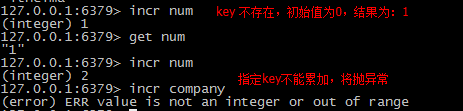 127.0.0.1:6379> incr num key 不存在，初始值为0，结果为：1
(integer) 1
127.0.0.1:6379> get num
"1"
127.0.0.1:6379> incr num
(integer) 2 指定key不能累加，将抛异常
127.0.0.1:6379> incr company
(error) ERR value is not an integer or out of range